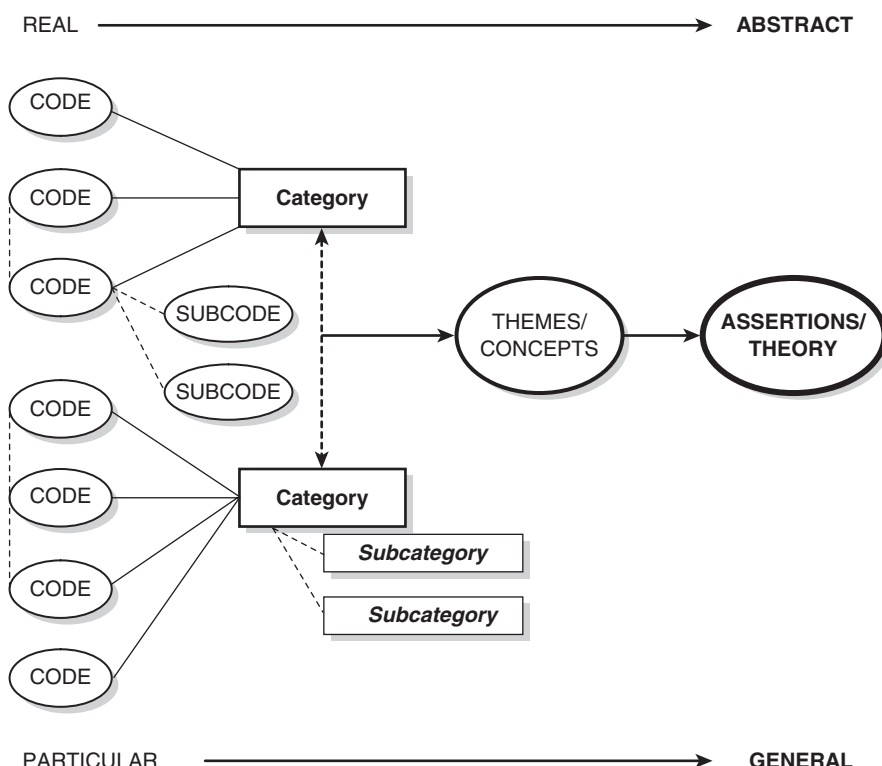 REAL ABSTRACT
CODE
CODE
Category
CODE
SUBCODE
THEMES/
CONCEPTS
ASSERTIONS/
THEORY
SUBCODE
CODE
CODE
Category
Subcategory
CODE
Subcategory
CODE
PARTICULAR GENERAL